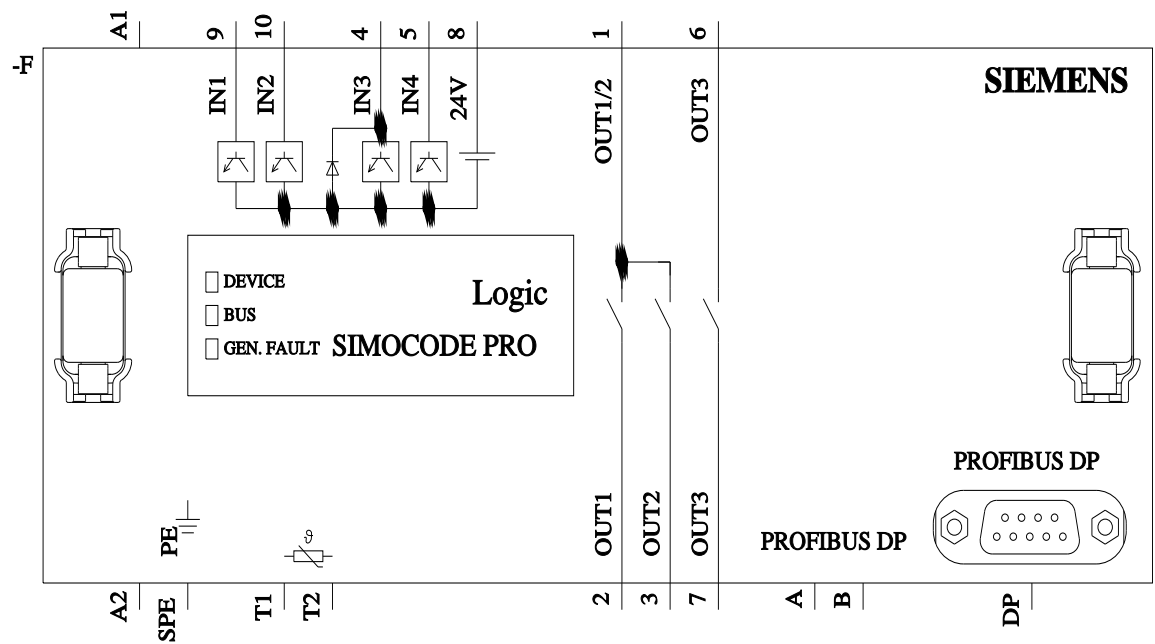 A1
9
10
4
5
8
1
6
-F
IN1
IN2
IN3
IN4
24V
OUT1/2
OUT3
SIEMENS
DEVICE
BUS
GEN. FAULT
Logic
SIMOCODE PRO
PROFIBUS DP
PE
ϑ
OUT1
OUT2
OUT3
PROFIBUS DP
A2
SPE
T1
T2
2
3
7
A
B
DP